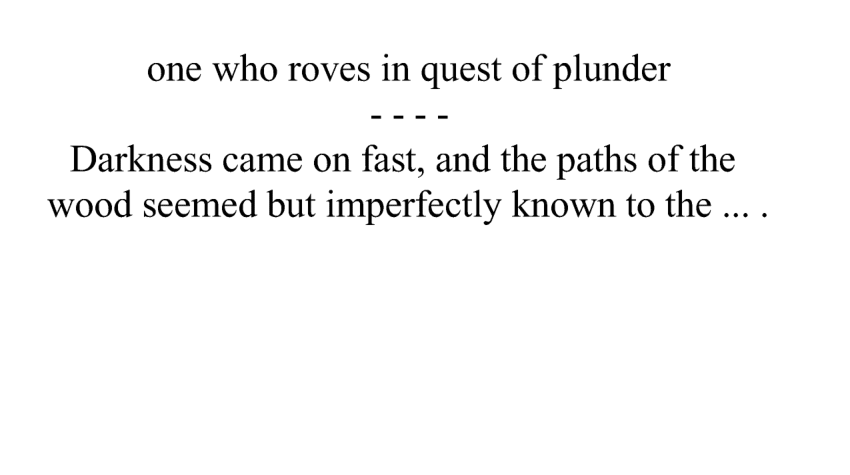 one who roves in quest of plunder
- - - -
Darkness came on fast, and the paths of the
wood seemed but imperfectly known to the ... .